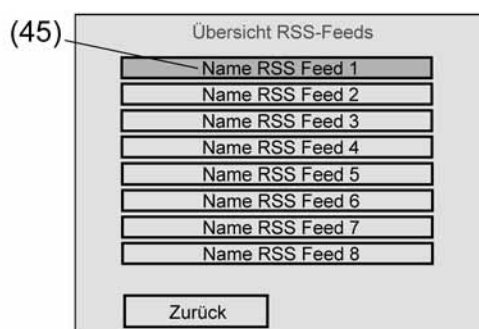 (45)
Übersicht RSS-Feeds
Name RSS Feed 1
Name RSS Feed 2
Name RSS Feed 3
Name RSS Feed 4
Name RSS Feed 5
Name RSS Feed 6
Name RSS Feed 7
Name RSS Feed 8
Zurück